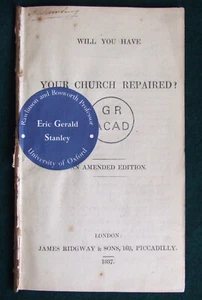 WILL YOU HAVE
YOUR CHURCH REPAIRED?
GR
ACAD
Rawlinson and Bosworth Professor
Eric Gerald
Stanley
University of Oxford
AN AMENDED EDITION.
LONDON:
JAMES RIDGWAY & SONS, 169, PICCADILLY.
1837.